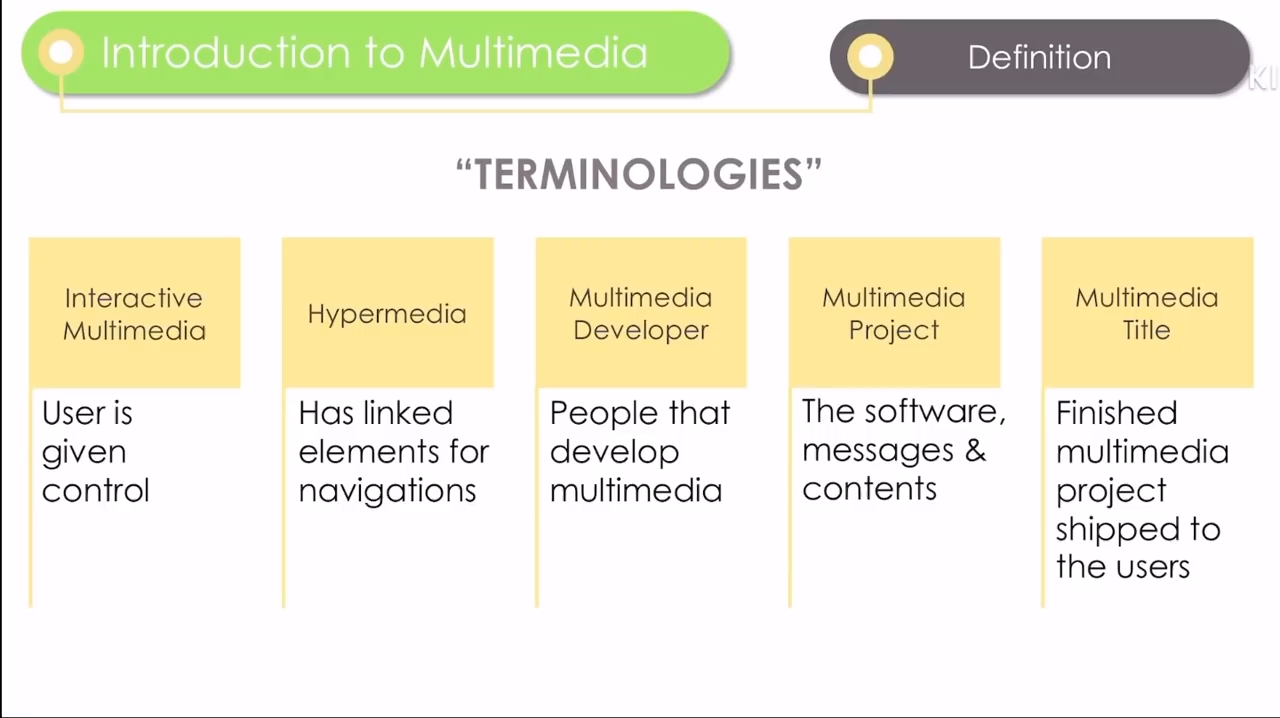 Introduction to Multimedia
Definition
KI
“TERMINOLOGIES”
Interactive
Multimedia
User is
given
control
Hypermedia
Has linked
elements for
navigations
Multimedia
Developer
People that
develop
multimedia
Multimedia
Project
The software,
messages &
contents
Multimedia
Title
Finished
multimedia
project
shipped to
the users